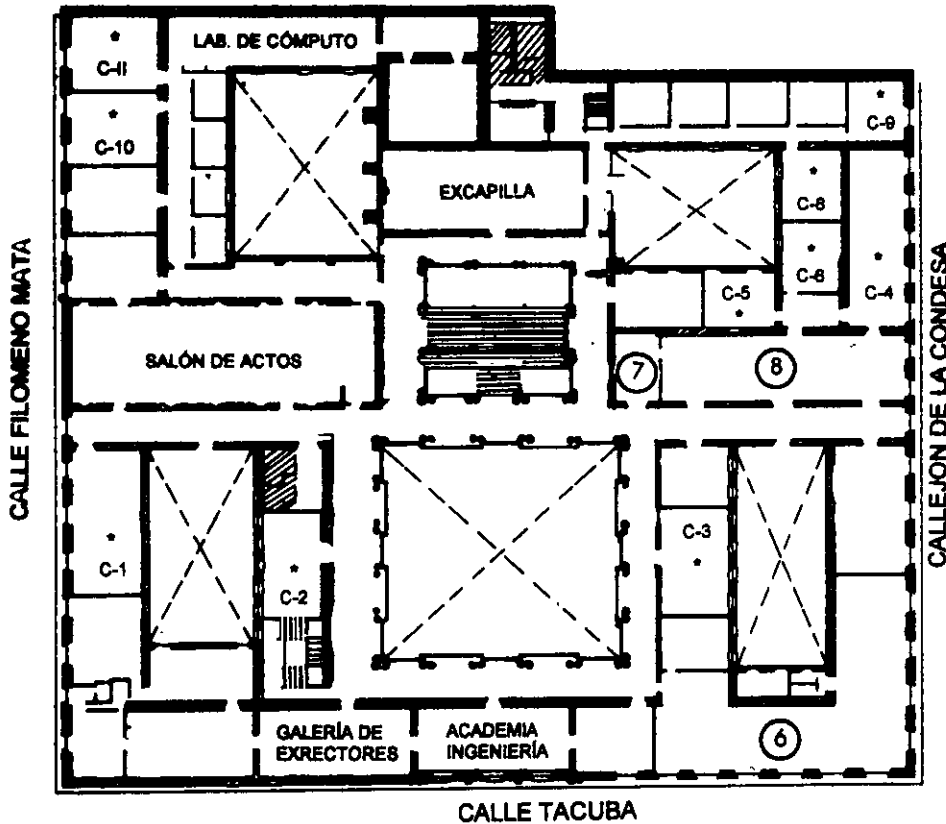 LAB. DE CÓMPUTO
C-11
C-10
C-9
EXCAPILLA
C-8
C-6
C-5
C-4
SALÓN DE ACTOS
7
8
CALLE FILOMENO MATA
CALLEJON DE LA CONDESA
C-1
C-2
C-3
GALERÍA DE
EXRECTORES
ACADEMIA
INGENIERÍA
6
CALLE TACUBA